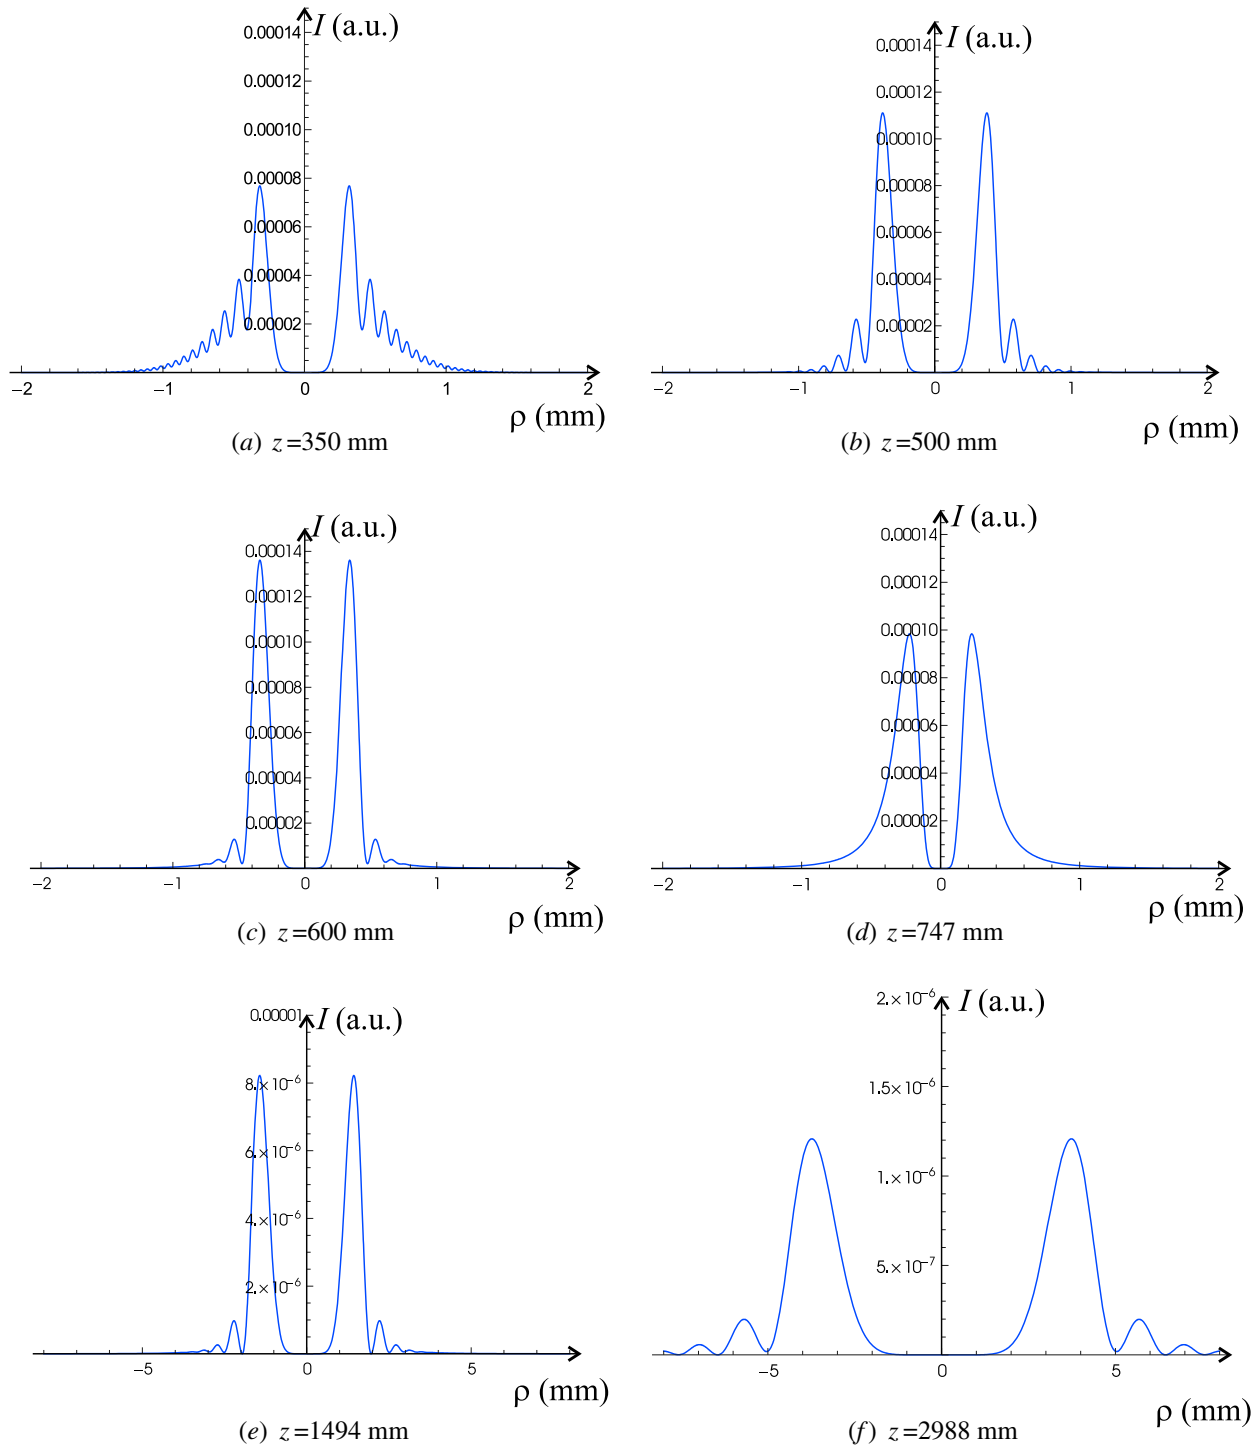 I (a.u.)
0.00014
0.00012
0.00010
0.00008
0.00006
0.00004
0.00002
−2 −1 0 1 2
ρ (mm)
(a) z=350 mm
I (a.u.)
0.00014
0.00012
0.00010
0.00008
0.00006
0.00004
0.00002
−2 −1 0 1 2
ρ (mm)
(b) z=500 mm
I (a.u.)
0.00014
0.00012
0.00010
0.00008
0.00006
0.00004
0.00002
−2 −1 0 1 2
ρ (mm)
(c) z=600 mm
I (a.u.)
0.00014
0.00012
0.00010
0.00008
0.00006
0.00004
0.00002
−2 −1 0 1 2
ρ (mm)
(d) z=747 mm
0.00001 I (a.u.)
8.×10⁻⁶
6.×10⁻⁶
4.×10⁻⁶
2.×10⁻⁶
−5 0 5
ρ (mm)
(e) z=1494 mm
2.×10⁻⁶ I (a.u.)
1.5×10⁻⁶
1.×10⁻⁶
5.×10⁻⁷
−5 0 5
ρ (mm)
(f) z=2988 mm